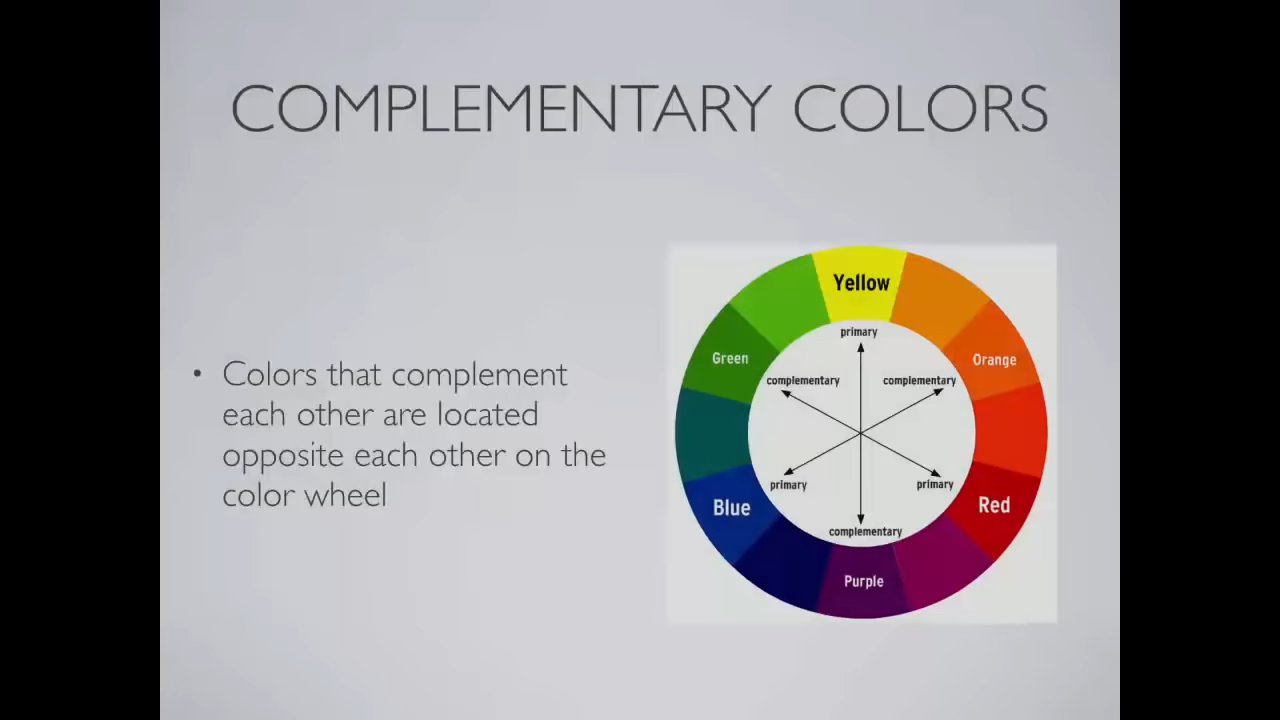 COMPLEMENTARY COLORS
• Colors that complement
each other are located
opposite each other on the
color wheel
Yellow
primary
Green
Orange
complementary
complementary
primary
primary
Blue
Red
complementary
Purple